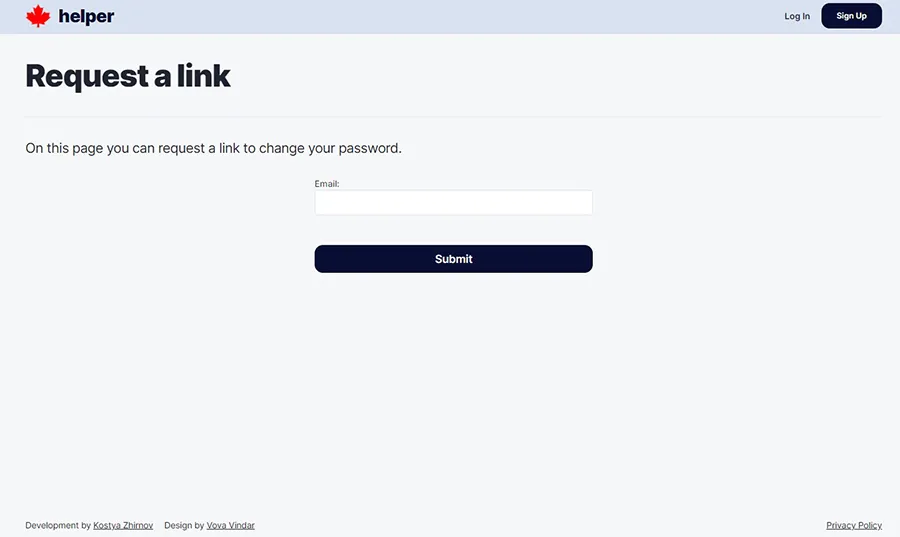 helper
Log In
Sign Up
Request a link
On this page you can request a link to change your password.
Email:
Submit
Development by Kostya Zhirnov
Design by Vova Vindar
Privacy Policy